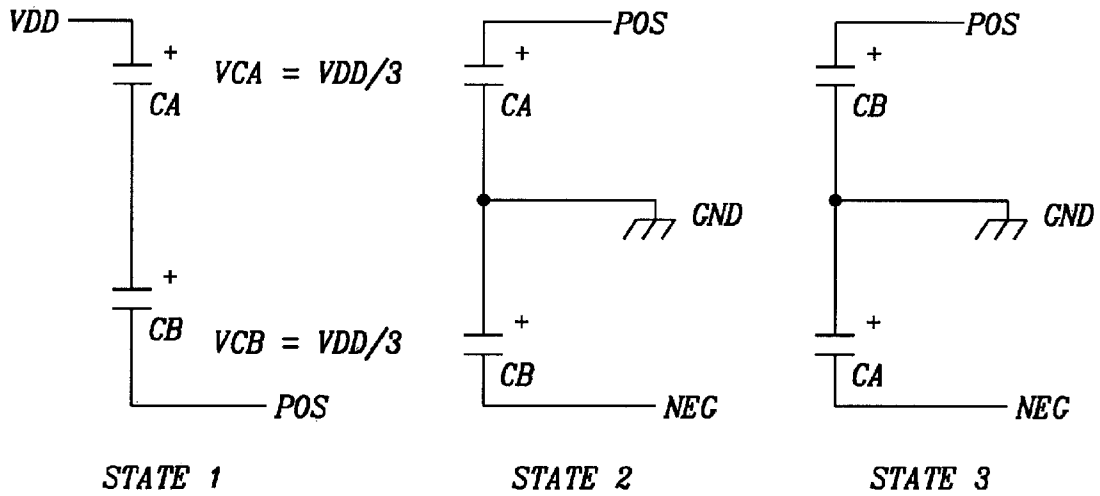 VDD
+
VCA = VDD/3
CA
+
CB
VCB = VDD/3
POS
STATE 1
POS
+
CA
GND
+
CB
NEG
STATE 2
POS
+
CB
GND
+
CA
NEG
STATE 3